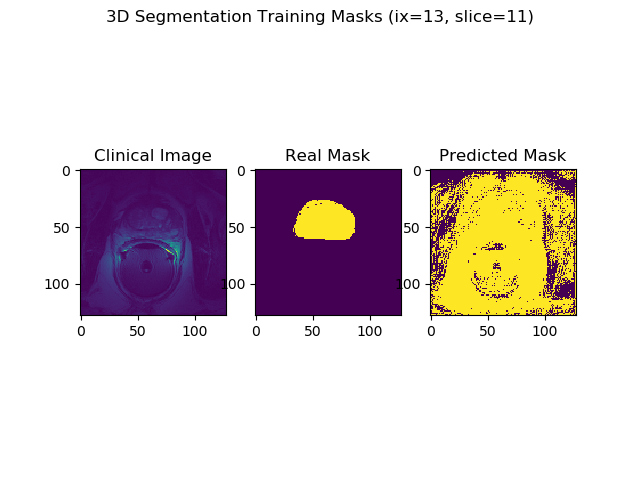 3D Segmentation Training Masks (ix=13, slice=11)
Clinical Image Real Mask Predicted Mask
0 0 0
50 50 50
100 100 100
0 50 100 0 50 100 0 50 100